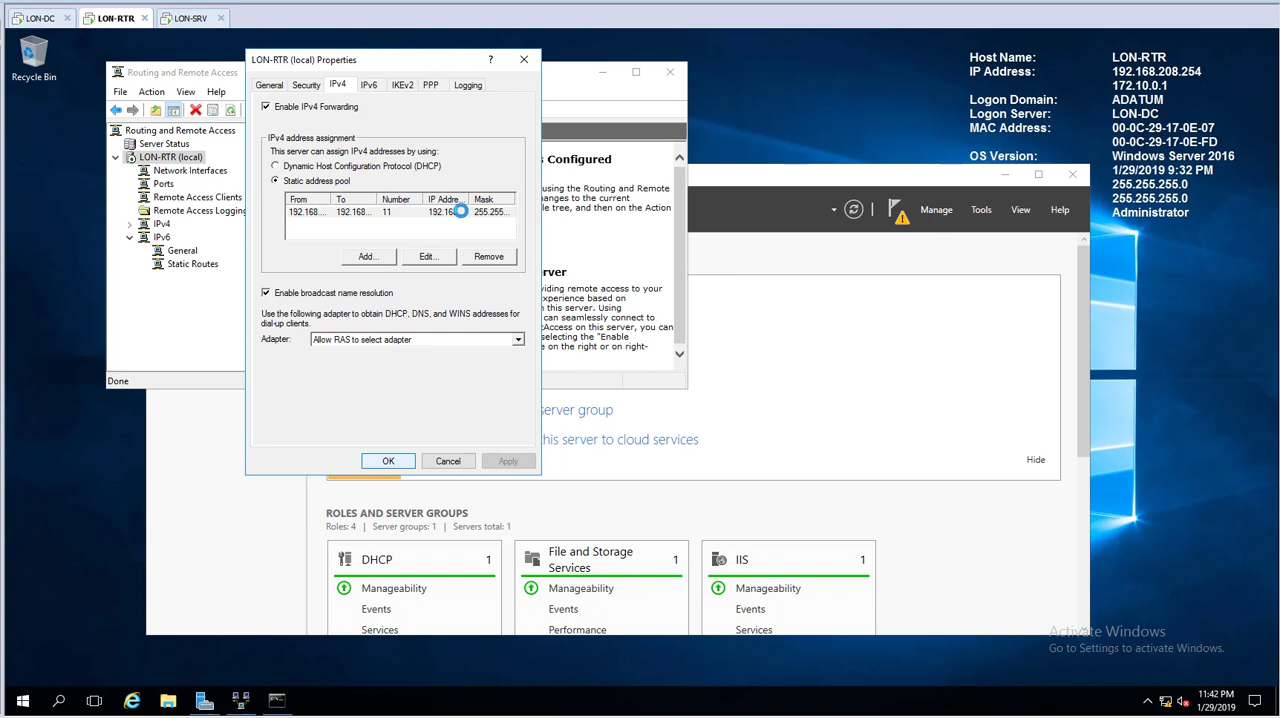 LON-DC
LON-RTR
LON-SRV
Recycle Bin
Host Name: LON-RTR
IP Address: 192.168.208.254
172.10.0.1
Logon Domain: ADATUM
Logon Server: LON-DC
MAC Address: 00-0C-29-17-0E-07
00-0C-29-17-0E-FD
OS Version: Windows Server 2016
1/29/2019 9:32 PM
255.255.255.0
255.255.255.0
Administrator
Routing and Remote Access
File Action View Help
Routing and Remote Access
Server Status
LON-RTR (local)
Network Interfaces
Ports
Remote Access Clients
Remote Access Logging
IPv4
IPv6
General
Static Routes
Done
LON-RTR (local) Properties
General Security IPv4 IPv6 IKEv2 PPP Logging
Enable IPv4 Forwarding
IPv4 address assignment
This server can assign IPv4 addresses by using:
Dynamic Host Configuration Protocol (DHCP)
Static address pool
From To Number IP Addre... Mask
192.168.... 192.168... 11 192.16 255.255...
Add... Edit... Remove
Enable broadcast name resolution
Use the following adapter to obtain DHCP, DNS, and WINS addresses for
dial-up clients.
Adapter: Allow RAS to select adapter
OK Cancel Apply
s Configured
using the Routing and Remote
changes to the current
le tree, and then on the Action
erver
viding remote access to your
experience based on
n this server. Using
can seamlessly connect to
tAccess on this server, you can
selecting the "Enable
e on the right or on right-
Manage Tools View Help
server group
this server to cloud services
Hide
ROLES AND SERVER GROUPS
Roles: 4 | Server groups: 1 | Servers total: 1
DHCP 1
Manageability
Events
Services
File and Storage
Services 1
Manageability
Events
Performance
IIS 1
Manageability
Events
Services
Activate Windows
Go to Settings to activate Windows.
11:42 PM
1/29/2019